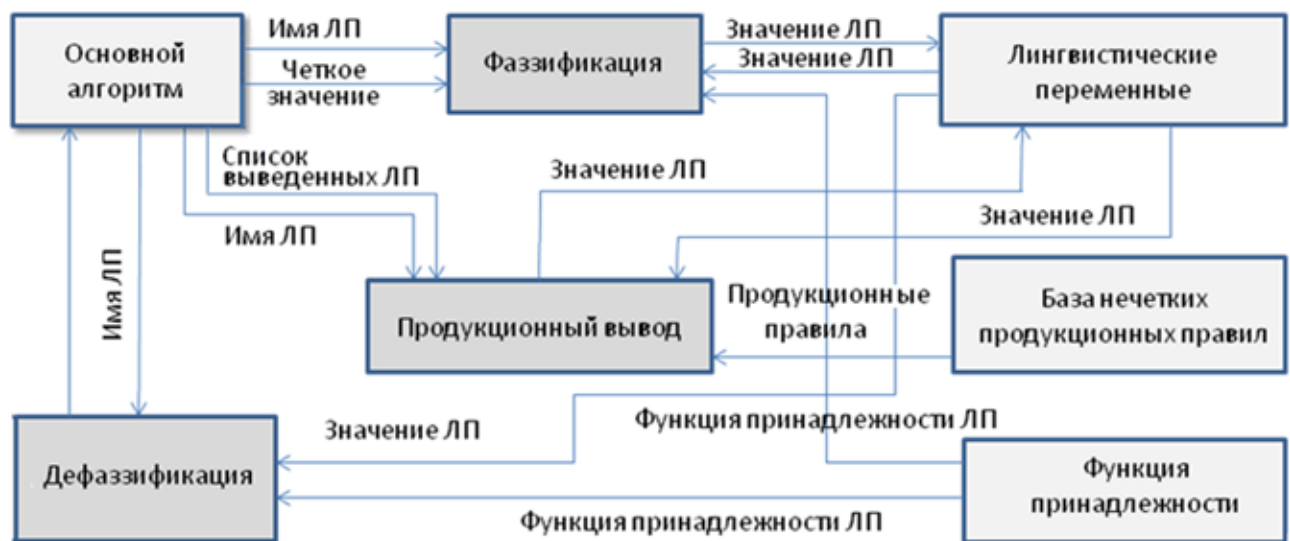 Основной
алгоритм
Имя ЛП
Четкое
значение
Фаззификация
Значение ЛП
Значение ЛП
Лингвистические
переменные
Список
выведенных ЛП
Имя ЛП
Значение ЛП
Значение ЛП
Имя ЛП
Продукционный вывод
Продукционные
правила
База нечетких
продукционных правил
Значение ЛП
Функция принадлежности ЛП
Дефаззификация
Функция
принадлежности
Функция принадлежности ЛП